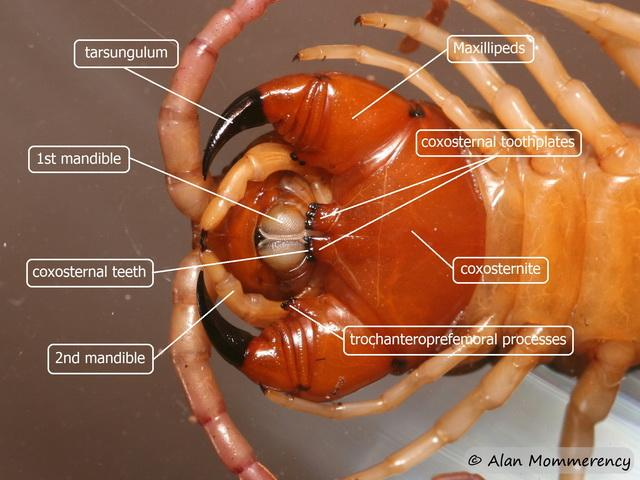 tarsungulum
Maxillipeds
coxosternal toothplates
1st mandible
coxosternal teeth
coxosternite
trochanteroprefemoral processes
2nd mandible
© Alan Mommerency